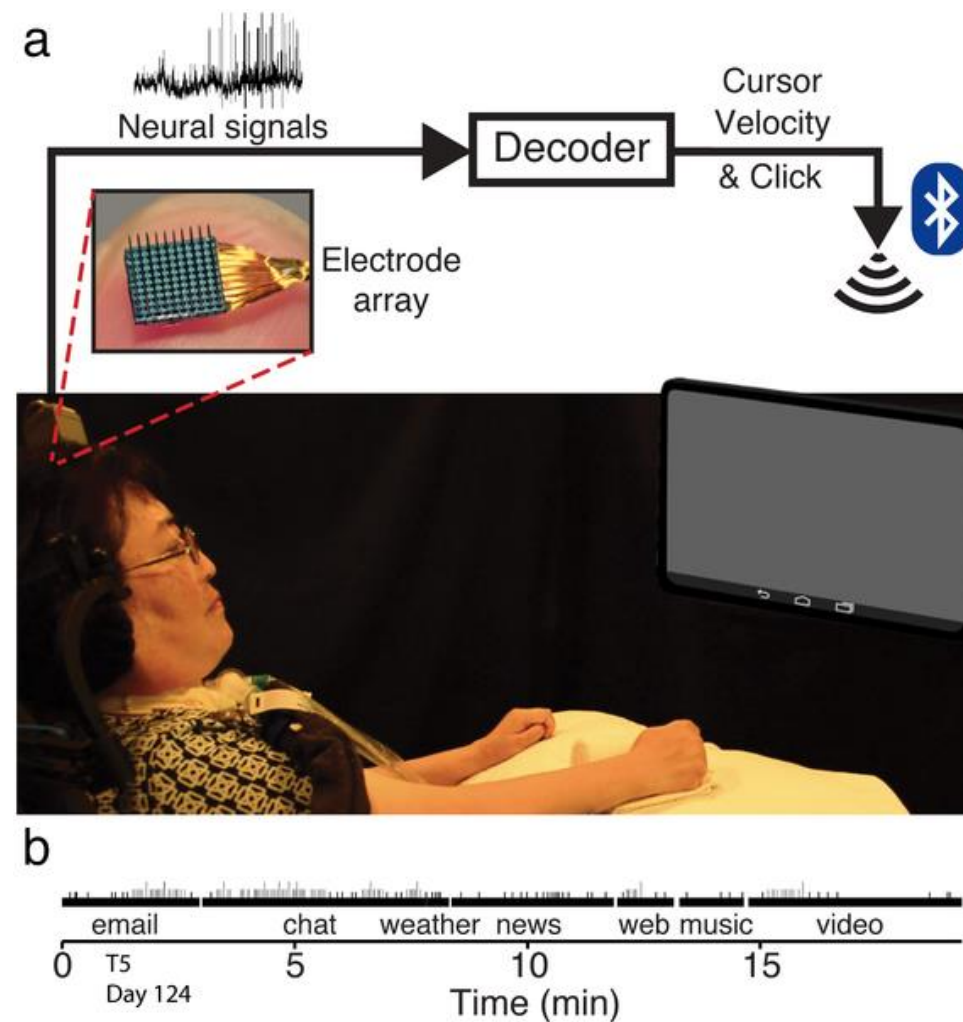 a
Neural signals
Decoder
Cursor
Velocity
& Click
Electrode
array
b
email chat weather news web music video
0 5 10 15
T5
Day 124
Time (min)